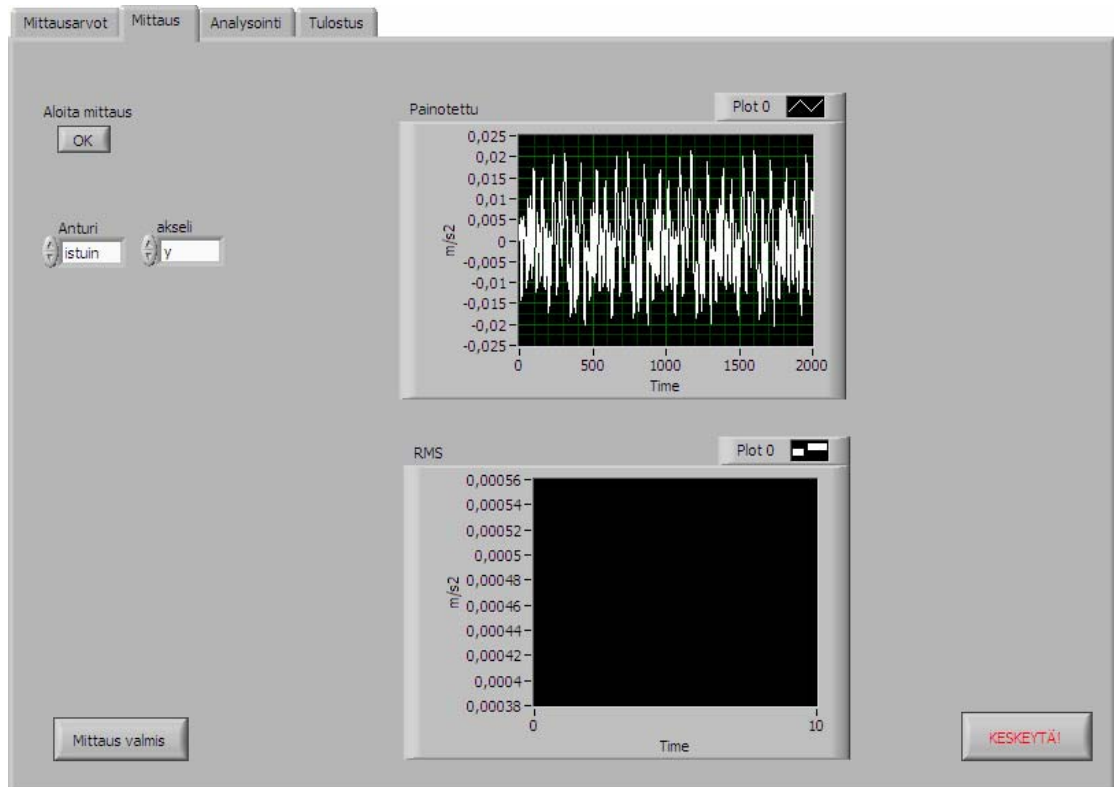 Mittausarvot
Mittaus
Analysointi
Tulostus
Aloita mittaus
OK
Anturi
istuin
akseli
y
Painotettu
Plot 0
0,025
0,02
0,015
0,01
0,005
0
-0,005
-0,01
-0,015
-0,02
-0,025
m/s2
0 500 1000 1500 2000
Time
RMS
Plot 0
0,00056
0,00054
0,00052
0,0005
0,00048
0,00046
0,00044
0,00042
0,0004
0,00038
m/s2
0 10
Time
Mittaus valmis
KESKEYTÄ!